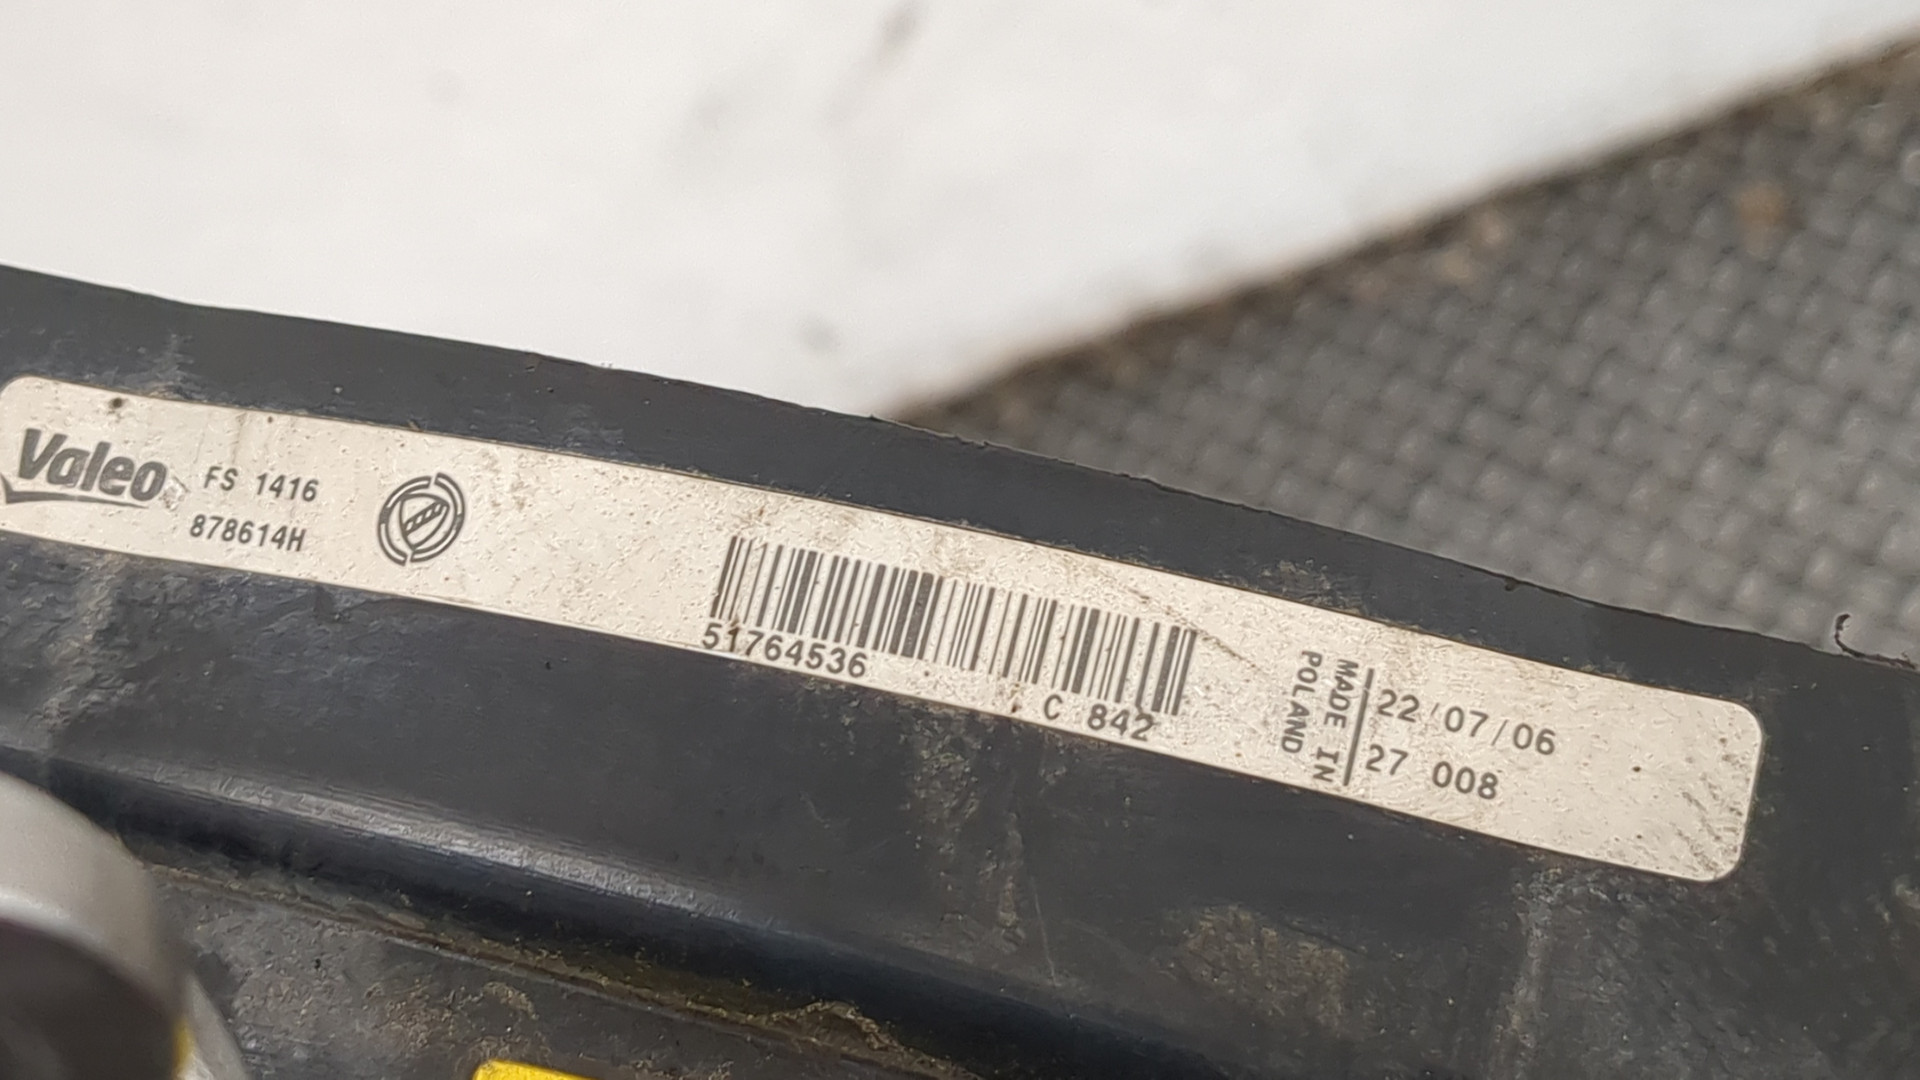 Valeo
FS 1416
878614H
51764536
C 842
MADE IN
POLAND
22/07/06
27 008